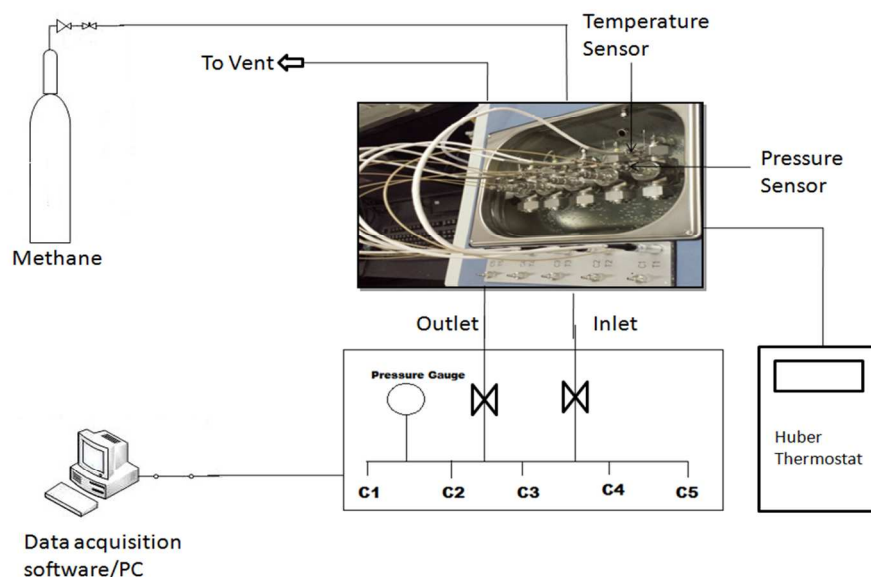 Temperature
Sensor
To Vent
Pressure
Sensor
Methane
Outlet
Inlet
Pressure Gauge
Huber
Thermostat
C1
C2
C3
C4
C5
Data acquisition
software/PC